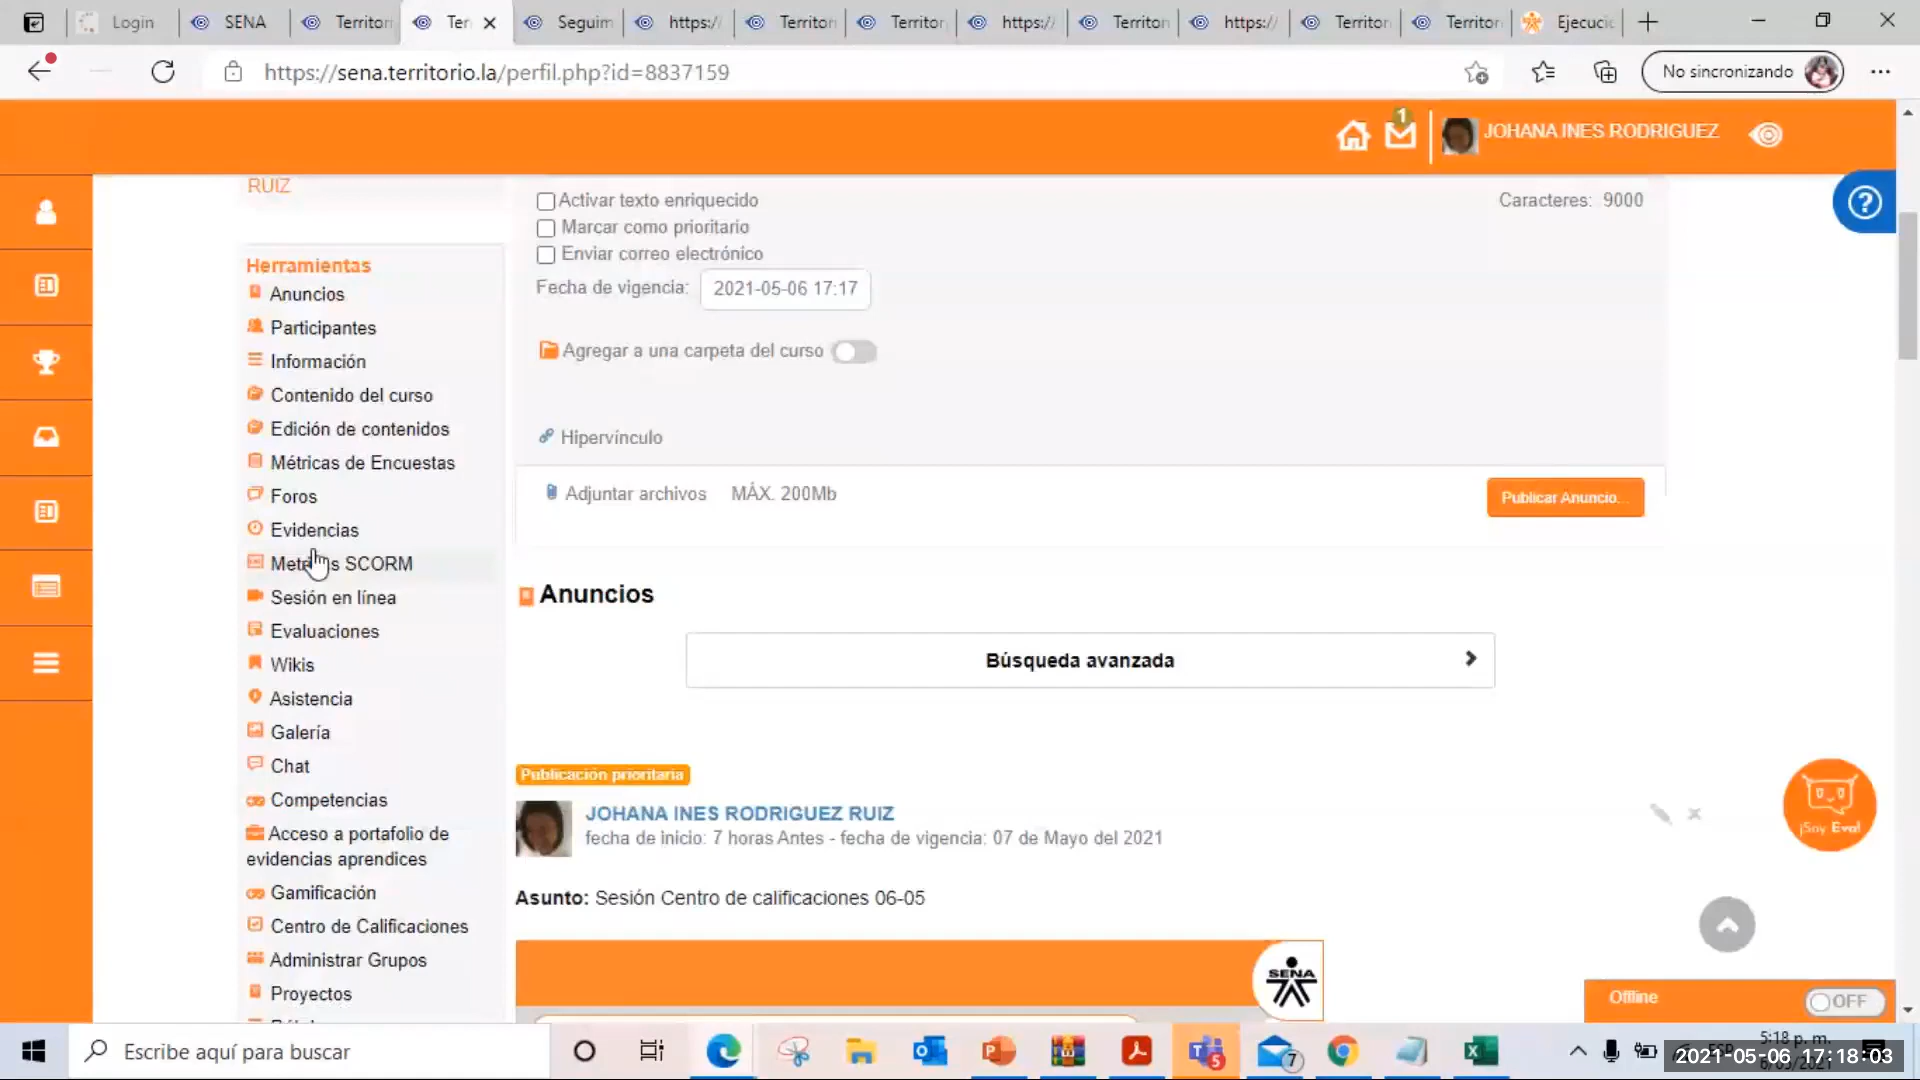 Login
SENA
Territori
Ter
Seguim
https:/
Territori
Territor
https:/
Territori
https:/
Territori
Territori
Ejecucio
https://sena.territorio.la/perfil.php?id=8837159
No sincronizando
1
JOHANA INES RODRIGUEZ
RUIZ
Activar texto enriquecido
Caracteres: 9000
Marcar como prioritario
Enviar correo electrónico
Fecha de vigencia: 2021-05-06 17:17
Agregar a una carpeta del curso
Hipervínculo
Adjuntar archivos MÁX. 200Mb
Publicar Anuncio...
Herramientas
Anuncios
Participantes
Información
Contenido del curso
Edición de contenidos
Métricas de Encuestas
Foros
Evidencias
Met s SCORM
Sesión en línea
Evaluaciones
Wikis
Asistencia
Galería
Chat
Competencias
Acceso a portafolio de
evidencias aprendices
Gamificación
Centro de Calificaciones
Administrar Grupos
Proyectos
Anuncios
Búsqueda avanzada
Publicación prioritaria
JOHANA INES RODRIGUEZ RUIZ
fecha de inicio: 7 horas Antes - fecha de vigencia: 07 de Mayo del 2021
Asunto: Sesión Centro de calificaciones 06-05
SENA
¡Soy Eva!
Offline
OFF
Escribe aquí para buscar
5
7
5:18 p. m.
2021-05-06 17:18:03